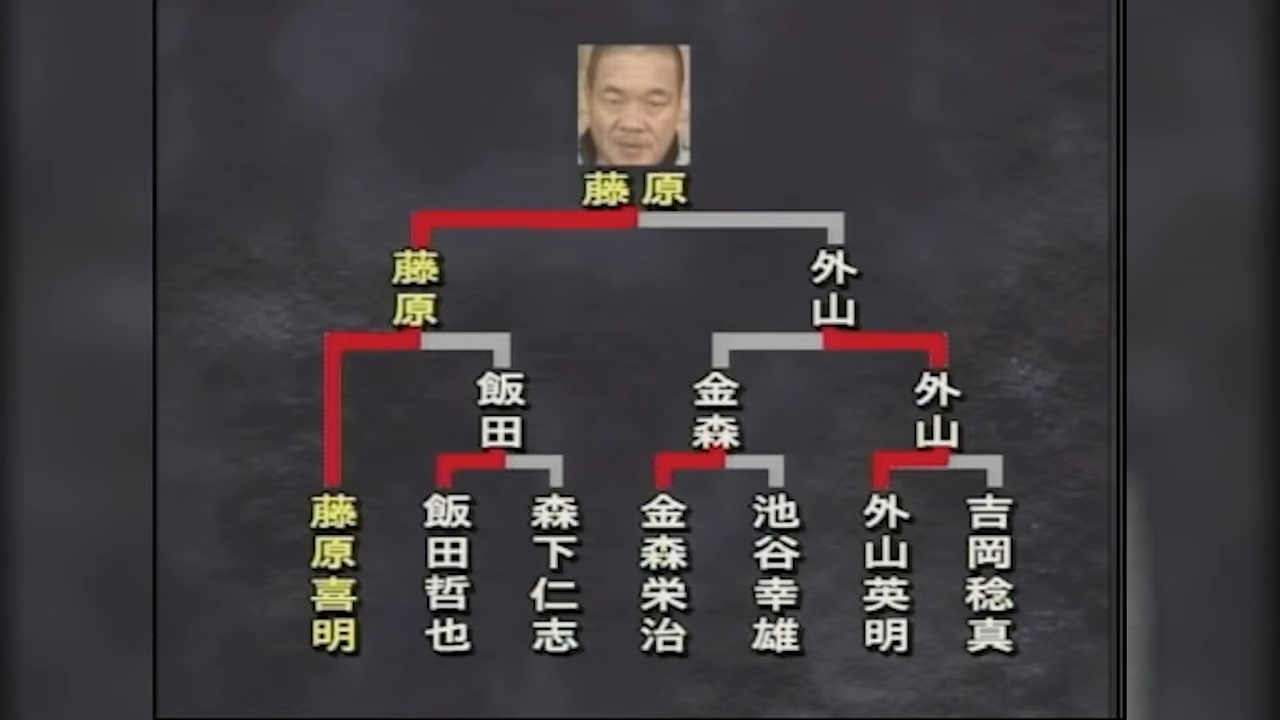 藤原
藤原
外山
飯田
金森
外山
藤原喜明
飯田哲也
森下仁志
金森栄治
池谷幸雄
外山英明
吉岡稔真